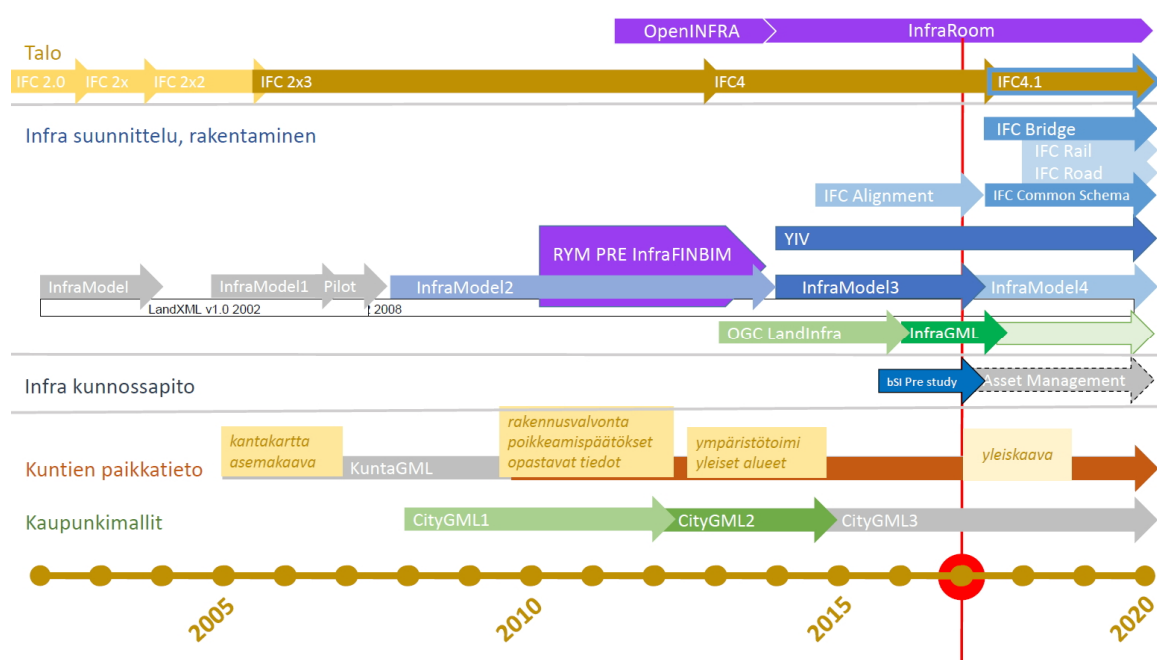 OpenINFRA
InfraRoom
Talo
IFC 2.0
IFC 2x
IFC 2x2
IFC 2x3
IFC4
IFC4.1
Infra suunnittelu, rakentaminen
IFC Bridge
IFC Rail
IFC Road
IFC Alignment
IFC Common Schema
YIV
RYM PRE InfraFINBIM
InfraModel
InfraModel1
Pilot
InfraModel2
InfraModel3
InfraModel4
LandXML v1.0 2002
2008
OGC LandInfra
InfraGML
Infra kunnossapito
bSI Pre study
Asset Management
kantakartta
asemakaava
rakennusvalvonta
poikkeamispäätökset
opastavat tiedot
ympäristötoimi
yleiset alueet
yleiskaava
Kuntien paikkatieto
KuntaGML
Kaupunkimallit
CityGML1
CityGML2
CityGML3
2005
2010
2015
2020